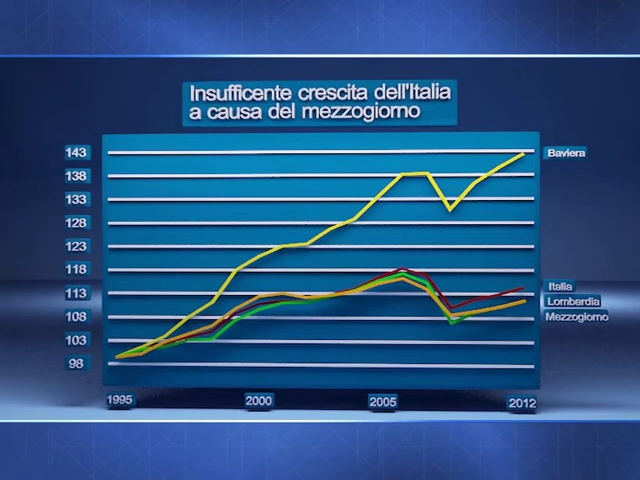 Insufficente crescita dell'Italia
a causa del mezzogiorno
143
138
133
128
123
118
113
108
103
98
Baviera
Italia
Lombardia
Mezzogiorno
1995
2000
2005
2012